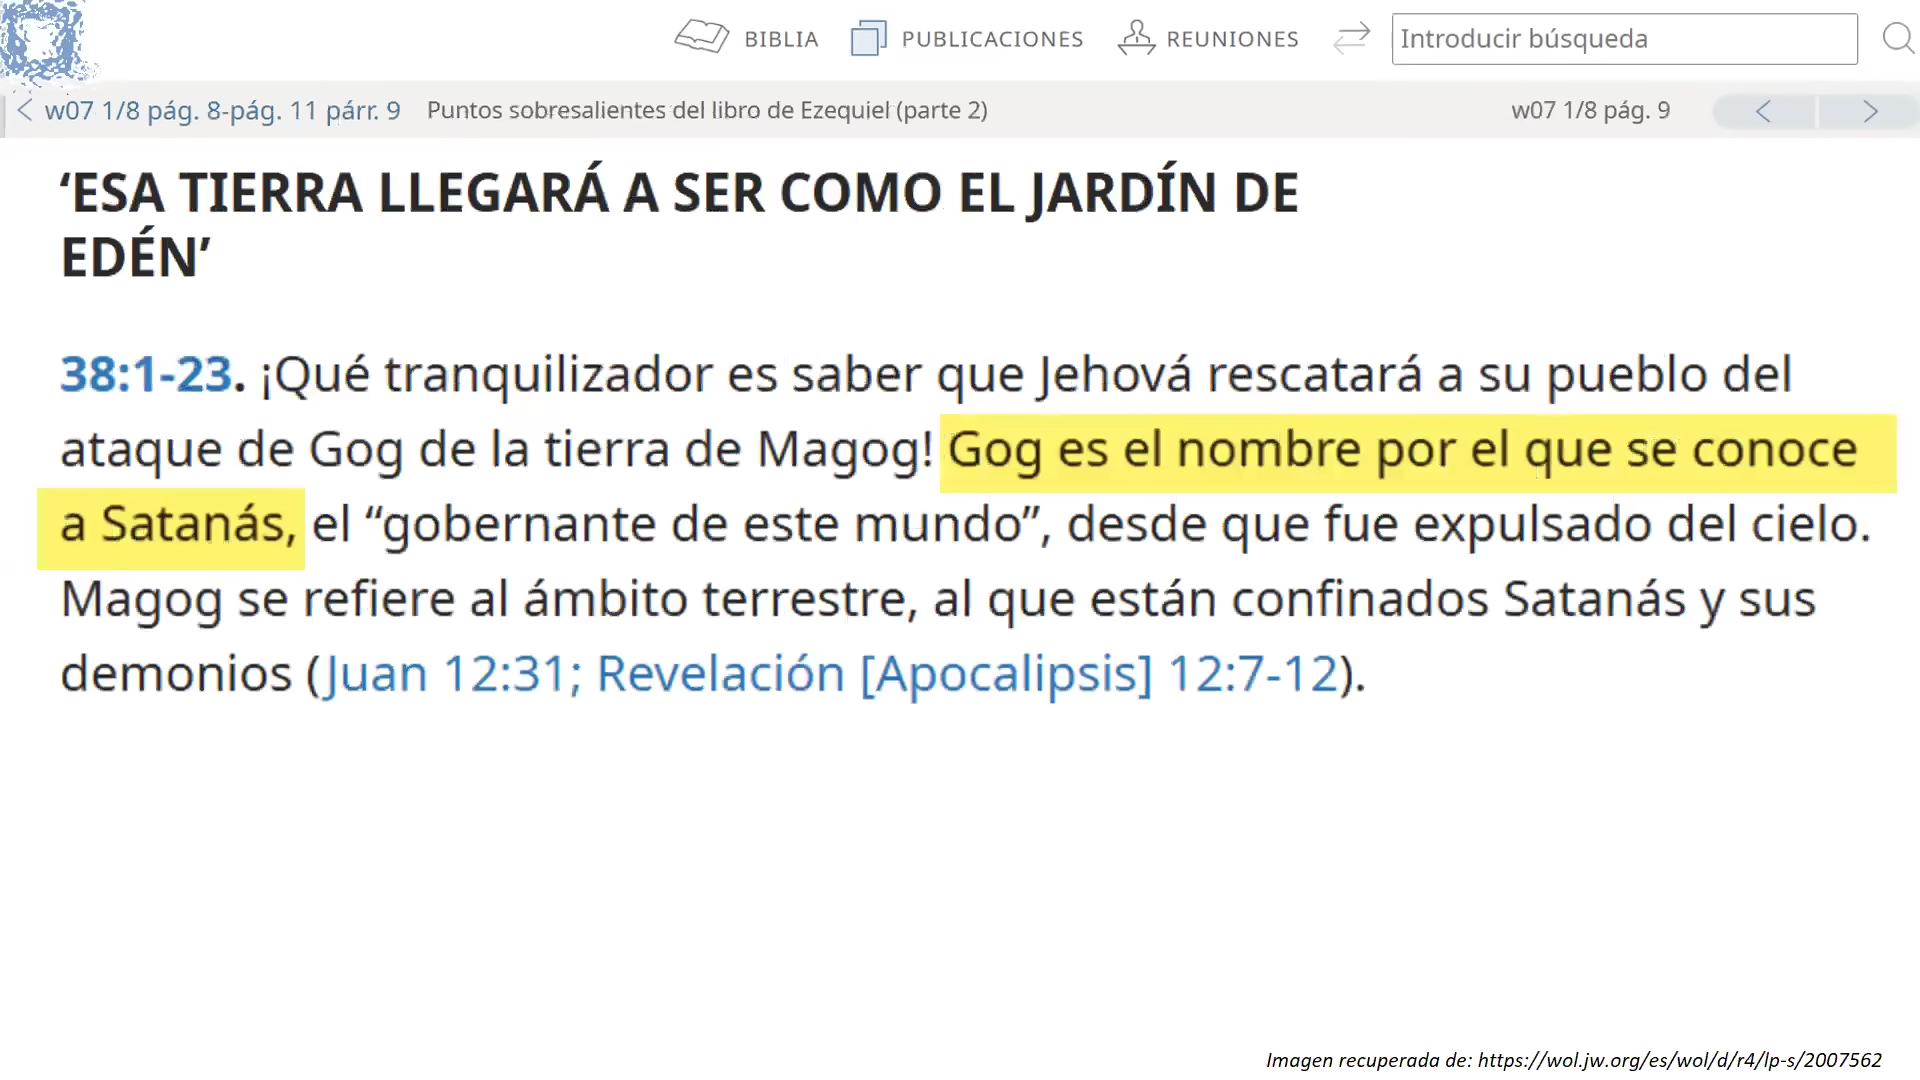 BIBLIA PUBLICACIONES REUNIONES Introducir búsqueda
w07 1/8 pág. 8-pág. 11 párr. 9 Puntos sobresalientes del libro de Ezequiel (parte 2) w07 1/8 pág. 9
‘ESA TIERRA LLEGARÁ A SER COMO EL JARDÍN DE
EDÉN’
38:1-23. ¡Qué tranquilizador es saber que Jehová rescatará a su pueblo del
ataque de Gog de la tierra de Magog! Gog es el nombre por el que se conoce
a Satanás, el “gobernante de este mundo”, desde que fue expulsado del cielo.
Magog se refiere al ámbito terrestre, al que están confinados Satanás y sus
demonios (Juan 12:31; Revelación [Apocalipsis] 12:7-12).
Imagen recuperada de: https://wol.jw.org/es/wol/d/r4/lp-s/2007562